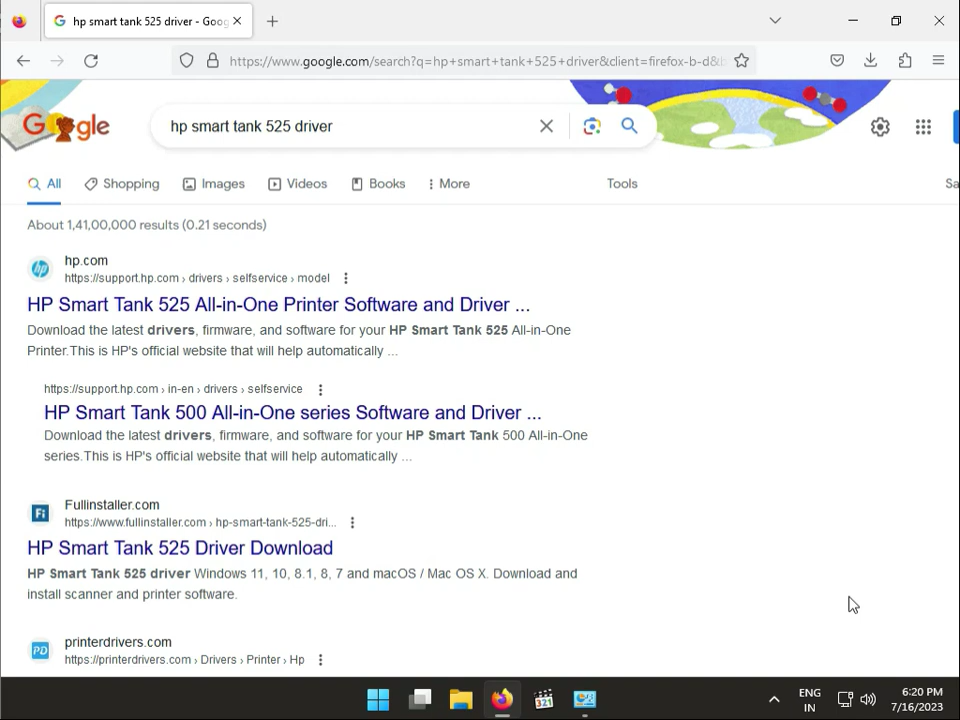 hp smart tank 525 driver - Goog
https://www.google.com/search?q=hp+smart+tank+525+driver&client=firefox-b-d&
Google
hp smart tank 525 driver
All
Shopping
Images
Videos
Books
More
Tools
Sa
About 1,41,00,000 results (0.21 seconds)
hp
hp.com
https://support.hp.com › drivers › selfservice › model
HP Smart Tank 525 All-in-One Printer Software and Driver ...
Download the latest drivers, firmware, and software for your HP Smart Tank 525 All-in-One
Printer.This is HP's official website that will help automatically ...
https://support.hp.com › in-en › drivers › selfservice
HP Smart Tank 500 All-in-One series Software and Driver ...
Download the latest drivers, firmware, and software for your HP Smart Tank 500 All-in-One
series.This is HP's official website that will help automatically ...
Fi
Fullinstaller.com
https://www.fullinstaller.com › hp-smart-tank-525-dri...
HP Smart Tank 525 Driver Download
HP Smart Tank 525 driver Windows 11, 10, 8.1, 8, 7 and macOS / Mac OS X. Download and
install scanner and printer software.
PD
printerdrivers.com
https://printerdrivers.com › Drivers › Printer › Hp
321
ENG
IN
6:20 PM
7/16/2023